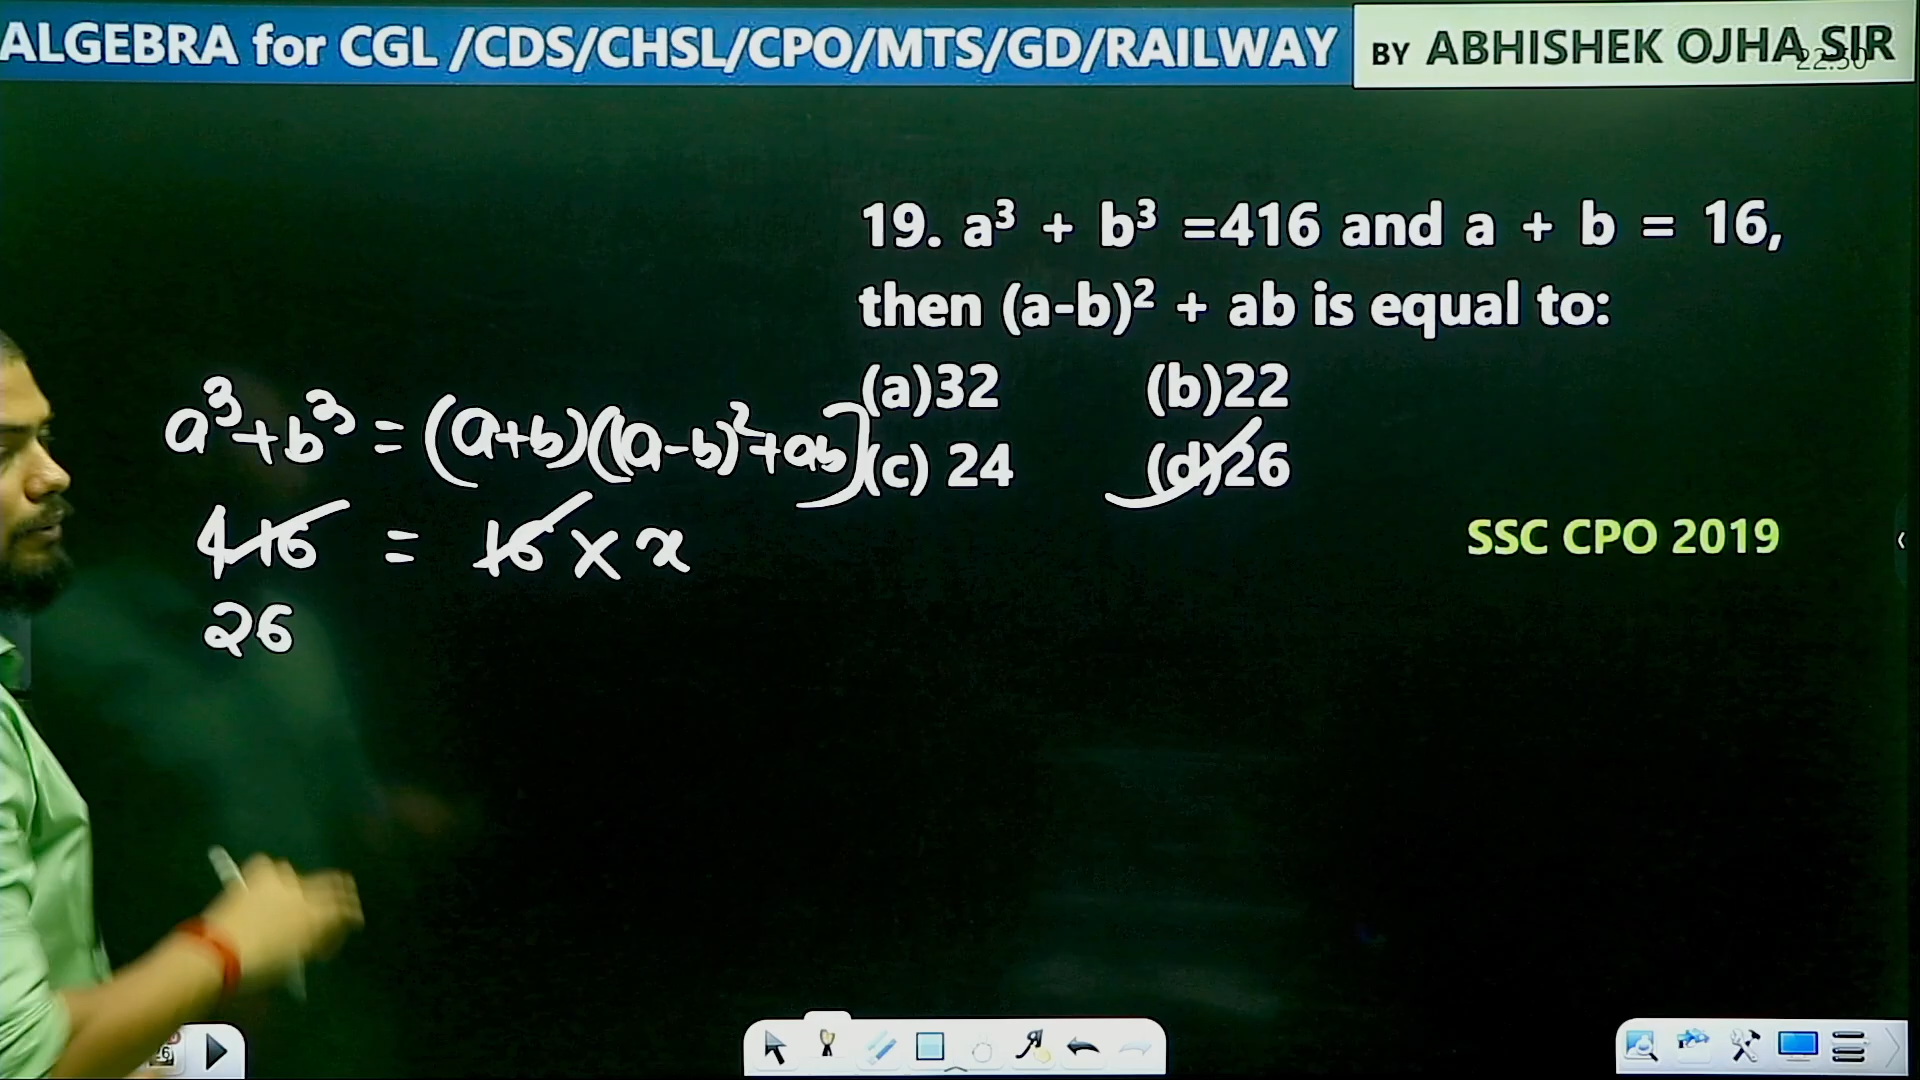 ALGEBRA for CGL /CDS/CHSL/CPO/MTS/GD/RAILWAY BY ABHISHEK OJHA SIR
22:50
19. a³ + b³ =416 and a + b = 16,
then (a-b)² + ab is equal to:
(a)32 (b)22
(c) 24 (d)26
SSC CPO 2019
a³+b³ = (a+b)((a-b)²+ab)
416 = 16 × x
26